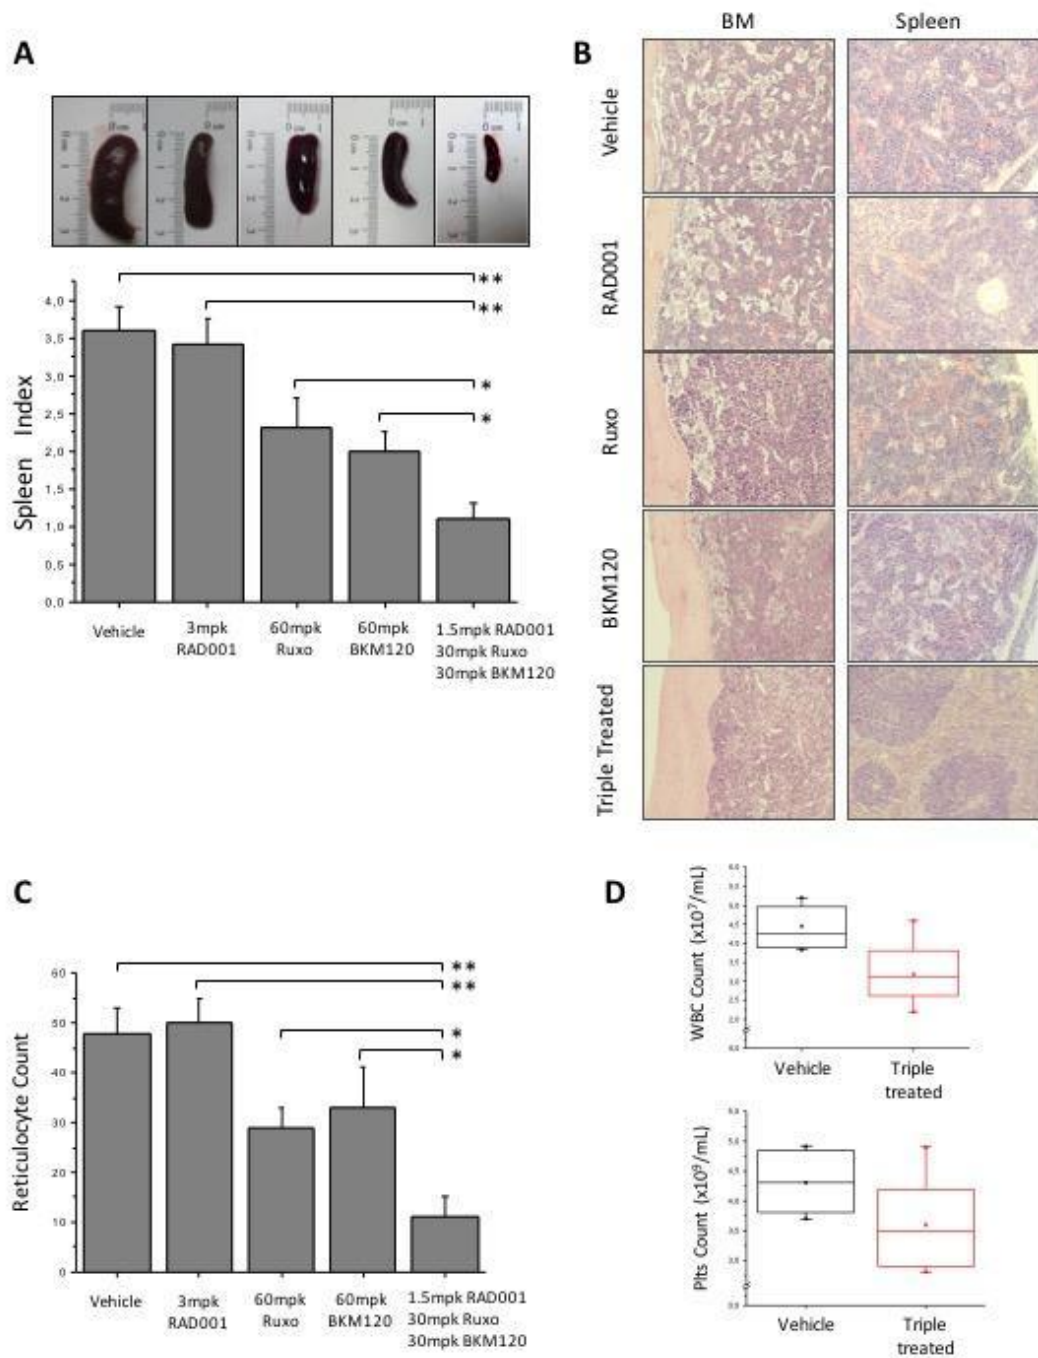 A
B
BM Spleen
Vehicle
RAD001
Ruxo
BKM120
Triple Treated
Spleen Index
4,0
3,5
3,0
2,5
2,0
1,5
1,0
0,5
0,0
**
**
*
*
Vehicle
3mpk
RAD001
60mpk
Ruxo
60mpk
BKM120
1.5mpk RAD001
30mpk Ruxo
30mpk BKM120
C
Reticulocyte Count
60
50
40
30
20
10
0
**
**
*
*
Vehicle
3mpk
RAD001
60mpk
Ruxo
60mpk
BKM120
1.5mpk RAD001
30mpk Ruxo
30mpk BKM120
D
WBC Count (x10⁷/mL)
Vehicle
Triple
treated
Plts Count (x10⁹/mL)
Vehicle
Triple
treated